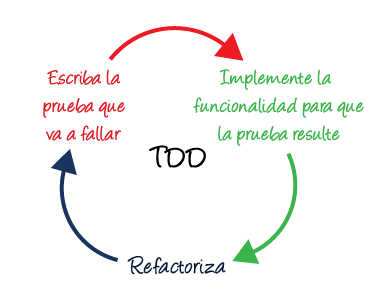 Escriba la
prueba que
va a fallar
Implemente la
funcionalidad para que
la prueba resulte
TDD
Refactoriza